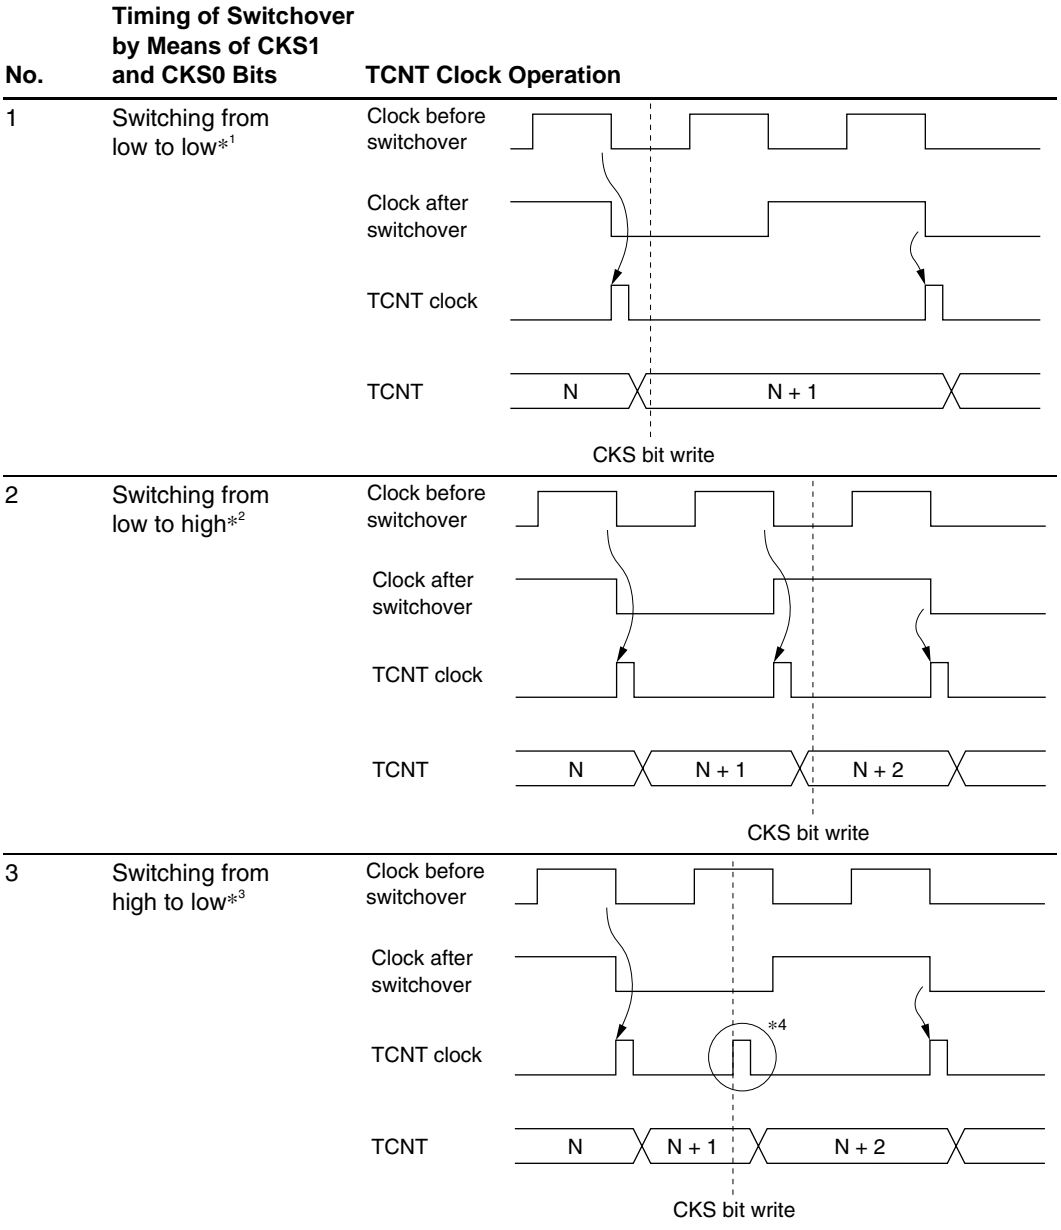 Timing of Switchover
by Means of CKS1
No. and CKS0 Bits TCNT Clock Operation
1 Switching from
low to low*1
Clock before
switchover
Clock after
switchover
TCNT clock
TCNT N N + 1
CKS bit write
2 Switching from
low to high*2
Clock before
switchover
Clock after
switchover
TCNT clock
TCNT N N + 1 N + 2
CKS bit write
3 Switching from
high to low*3
Clock before
switchover
Clock after
switchover
*4
TCNT clock
TCNT N N + 1 N + 2
CKS bit write